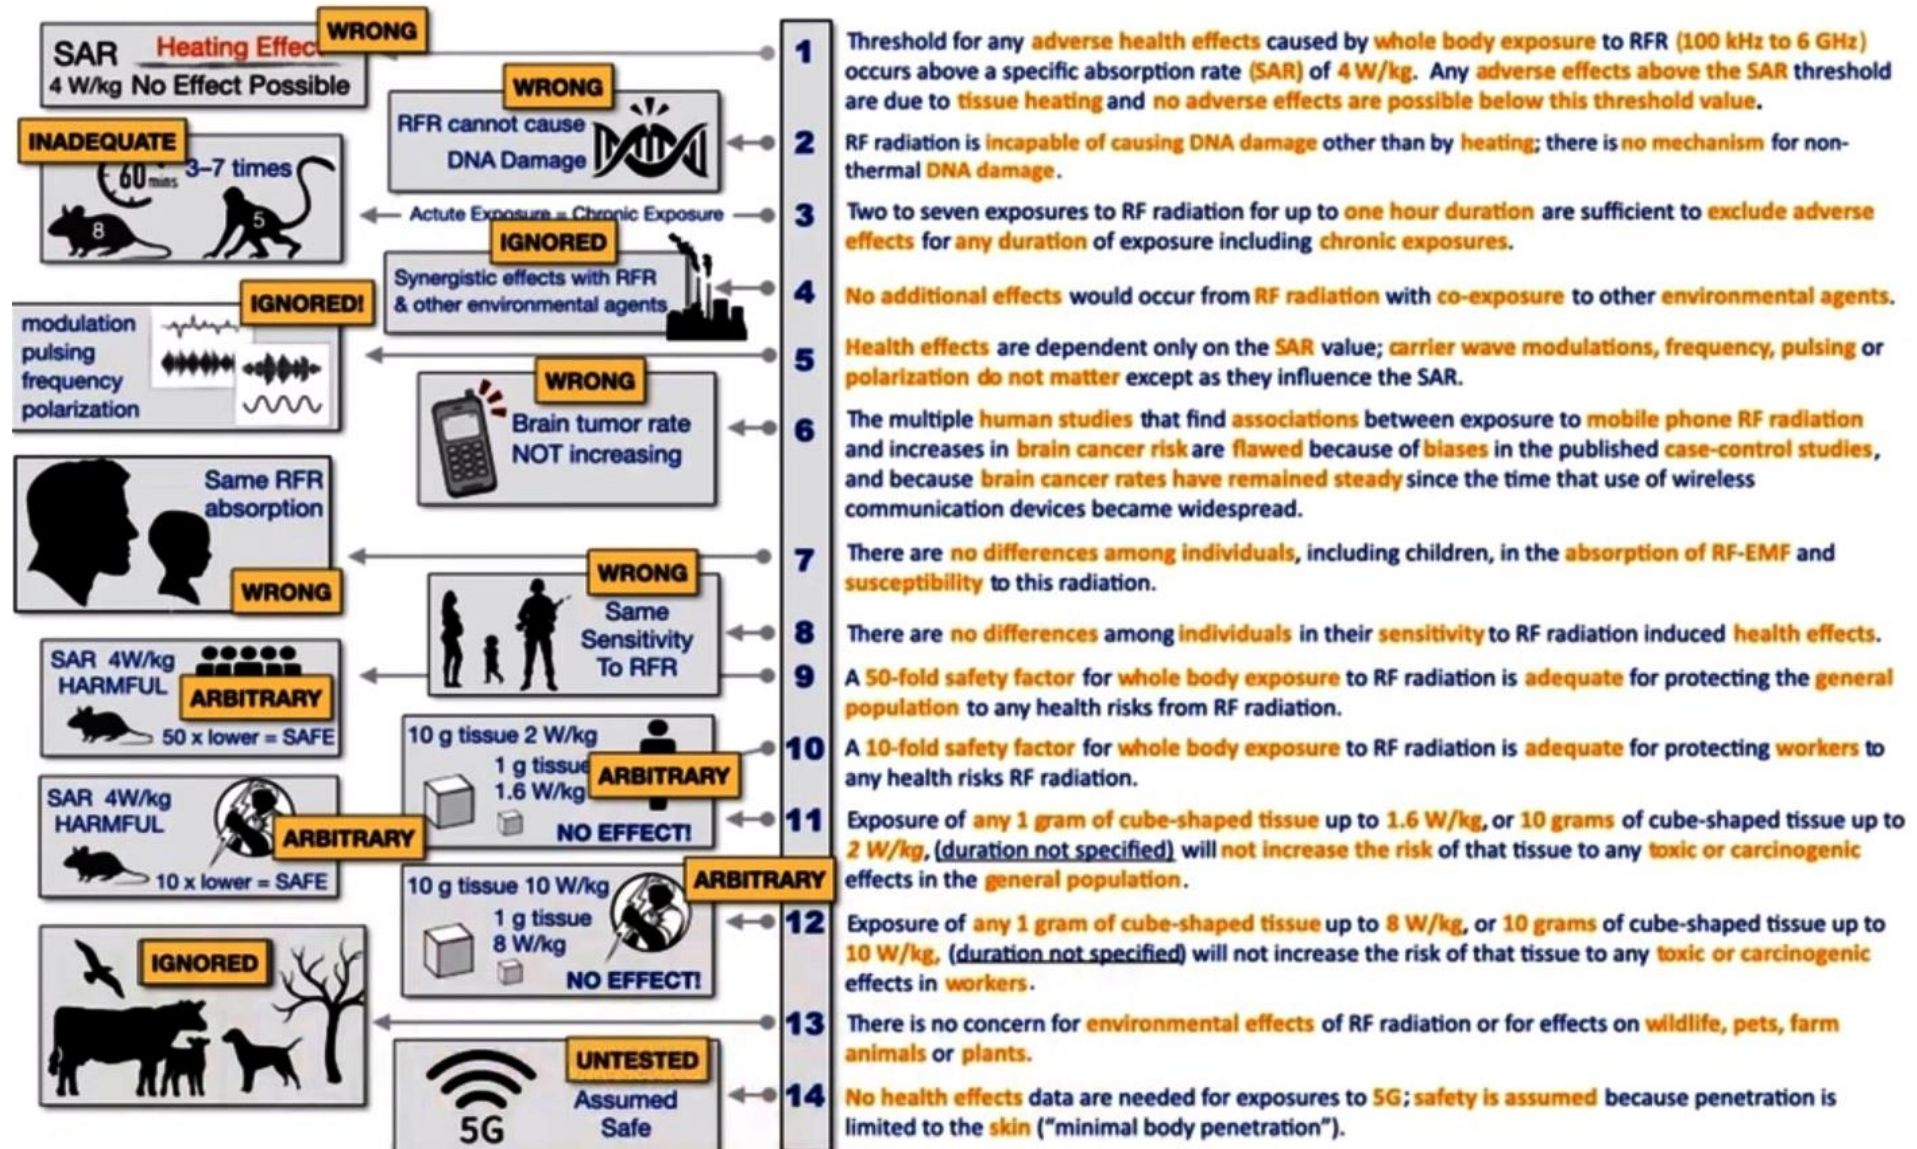 WRONG
SAR Heating Effec
4 W/kg No Effect Possible
WRONG
RFR cannot cause
DNA Damage
INADEQUATE
60 mins 3–7 times
8
5
Actute Exposure = Chronic Exposure
IGNORED
Synergistic effects with RFR
& other environmental agents
IGNORED!
modulation
pulsing
frequency
polarization
WRONG
Brain tumor rate
NOT increasing
Same RFR
absorption
WRONG
WRONG
Same
Sensitivity
To RFR
SAR 4W/kg
HARMFUL
ARBITRARY
50 x lower = SAFE
10 g tissue 2 W/kg
1 g tissue
1.6 W/kg
ARBITRARY
NO EFFECT!
SAR 4W/kg
HARMFUL
ARBITRARY
10 x lower = SAFE
10 g tissue 10 W/kg
ARBITRARY
1 g tissue
8 W/kg
NO EFFECT!
IGNORED
UNTESTED
Assumed
Safe
5G
1 Threshold for any adverse health effects caused by whole body exposure to RFR (100 kHz to 6 GHz)
occurs above a specific absorption rate (SAR) of 4 W/kg. Any adverse effects above the SAR threshold
are due to tissue heating and no adverse effects are possible below this threshold value.
2 RF radiation is incapable of causing DNA damage other than by heating; there is no mechanism for non-
thermal DNA damage.
3 Two to seven exposures to RF radiation for up to one hour duration are sufficient to exclude adverse
effects for any duration of exposure including chronic exposures.
4 No additional effects would occur from RF radiation with co-exposure to other environmental agents.
5 Health effects are dependent only on the SAR value; carrier wave modulations, frequency, pulsing or
polarization do not matter except as they influence the SAR.
6 The multiple human studies that find associations between exposure to mobile phone RF radiation
and increases in brain cancer risk are flawed because of biases in the published case-control studies,
and because brain cancer rates have remained steady since the time that use of wireless
communication devices became widespread.
7 There are no differences among individuals, including children, in the absorption of RF-EMF and
susceptibility to this radiation.
8 There are no differences among individuals in their sensitivity to RF radiation induced health effects.
9 A 50-fold safety factor for whole body exposure to RF radiation is adequate for protecting the general
population to any health risks from RF radiation.
10 A 10-fold safety factor for whole body exposure to RF radiation is adequate for protecting workers to
any health risks RF radiation.
11 Exposure of any 1 gram of cube-shaped tissue up to 1.6 W/kg, or 10 grams of cube-shaped tissue up to
2 W/kg, (duration not specified) will not increase the risk of that tissue to any toxic or carcinogenic
effects in the general population.
12 Exposure of any 1 gram of cube-shaped tissue up to 8 W/kg, or 10 grams of cube-shaped tissue up to
10 W/kg, (duration not specified) will not increase the risk of that tissue to any toxic or carcinogenic
effects in workers.
13 There is no concern for environmental effects of RF radiation or for effects on wildlife, pets, farm
animals or plants.
14 No health effects data are needed for exposures to 5G; safety is assumed because penetration is
limited to the skin ("minimal body penetration").